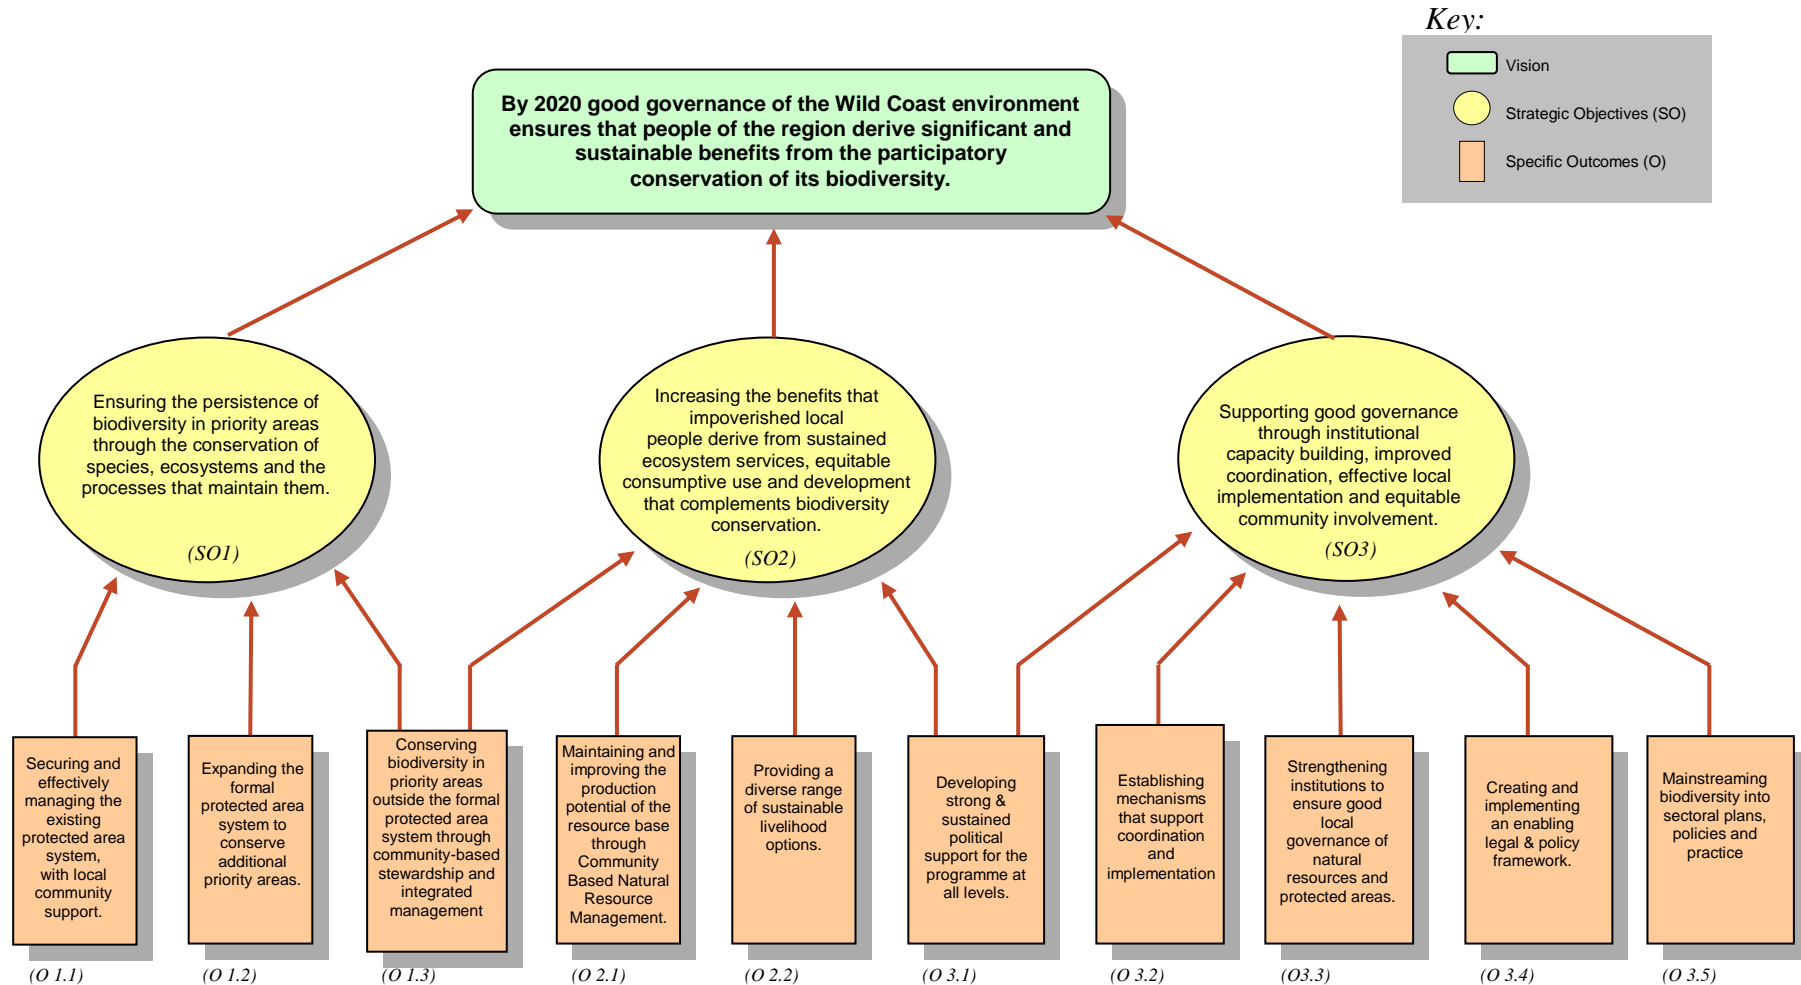 Key:
Vision
Strategic Objectives (SO)
Specific Outcomes (O)
By 2020 good governance of the Wild Coast environment
ensures that people of the region derive significant and
sustainable benefits from the participatory
conservation of its biodiversity.
Ensuring the persistence of
biodiversity in priority areas
through the conservation of
species, ecosystems and the
processes that maintain them.
(SO1)
Increasing the benefits that
impoverished local
people derive from sustained
ecosystem services, equitable
consumptive use and development
that complements biodiversity
conservation.
(SO2)
Supporting good governance
through institutional
capacity building, improved
coordination, effective local
implementation and equitable
community involvement.
(SO3)
Securing and
effectively
managing the
existing
protected area
system,
with local
community
support.
(O 1.1)
Expanding the
formal
protected area
system to
conserve
additional
priority areas.
(O 1.2)
Conserving
biodiversity in
priority areas
outside the formal
protected area
system through
community-based
stewardship and
integrated
management
(O 1.3)
Maintaining and
improving the
production
potential of the
resource base
through
Community
Based Natural
Resource
Management.
(O 2.1)
Providing a
diverse range
of sustainable
livelihood
options.
(O 2.2)
Developing
strong &
sustained
political
support for the
programme at
all levels.
(O 3.1)
Establishing
mechanisms
that support
coordination
and
implementation
(O 3.2)
Strengthening
institutions to
ensure good
local
governance of
natural
resources and
protected areas.
(O3.3)
Creating and
implementing
an enabling
legal & policy
framework.
(O 3.4)
Mainstreaming
biodiversity into
sectoral plans,
policies and
practice
(O 3.5)